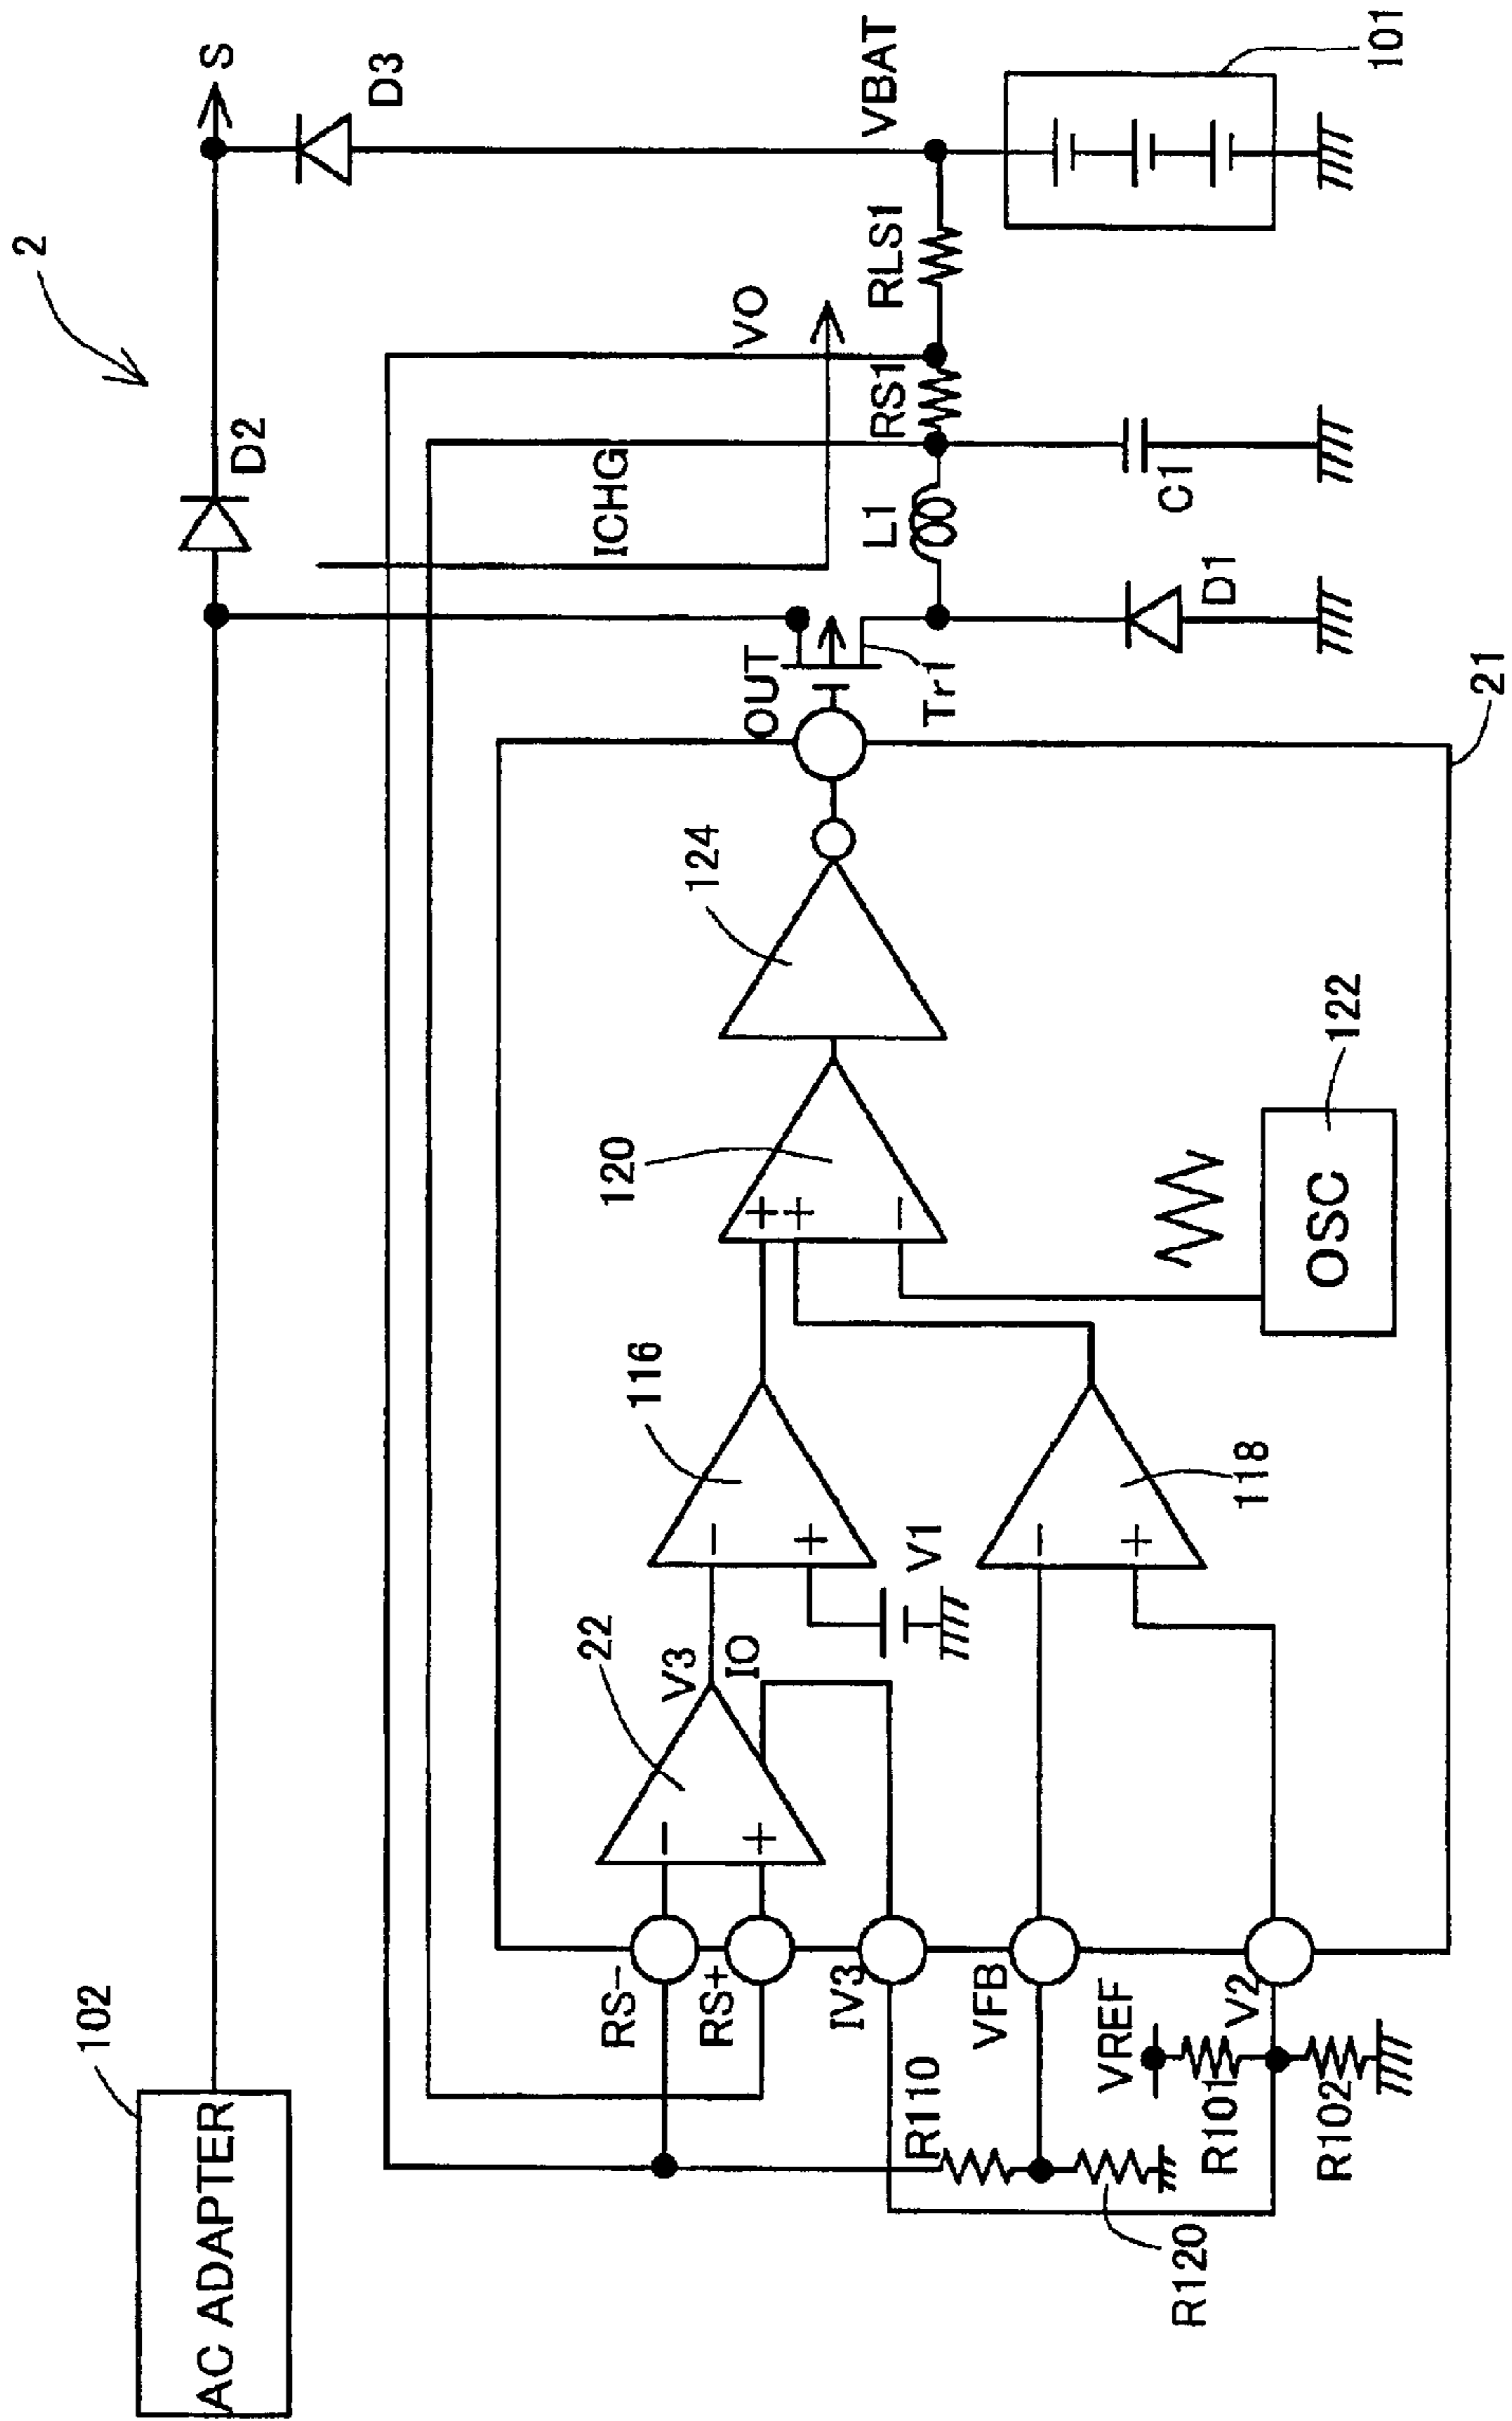 2
AC ADAPTER
102
D2
S
D3
ICHG
VO
VBAT
RLS1
RS1
L1
C1
D1
101
OUT
Tr1
21
RS-
RS+
IV3
VFB
V2
22
V3
IO
116
V1
118
120
124
OSC
122
VREF
R110
R120
R101
R102
-
+
-
+
-
+
+
+
-